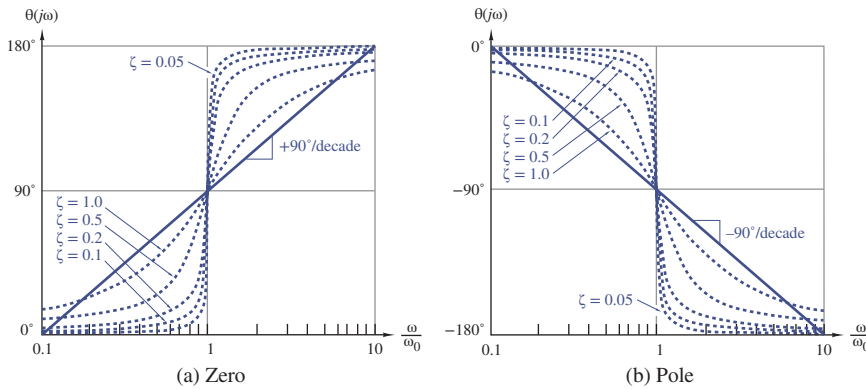 θ(jω)
180°
ζ = 0.05
+90°/decade
90°
ζ = 1.0
ζ = 0.5
ζ = 0.2
ζ = 0.1
0°
0.1
1
10
ω/ω0
(a) Zero
θ(jω)
0°
ζ = 0.1
ζ = 0.2
ζ = 0.5
ζ = 1.0
−90°
−90°/decade
ζ = 0.05
−180°
0.1
1
10
ω/ω0
(b) Pole